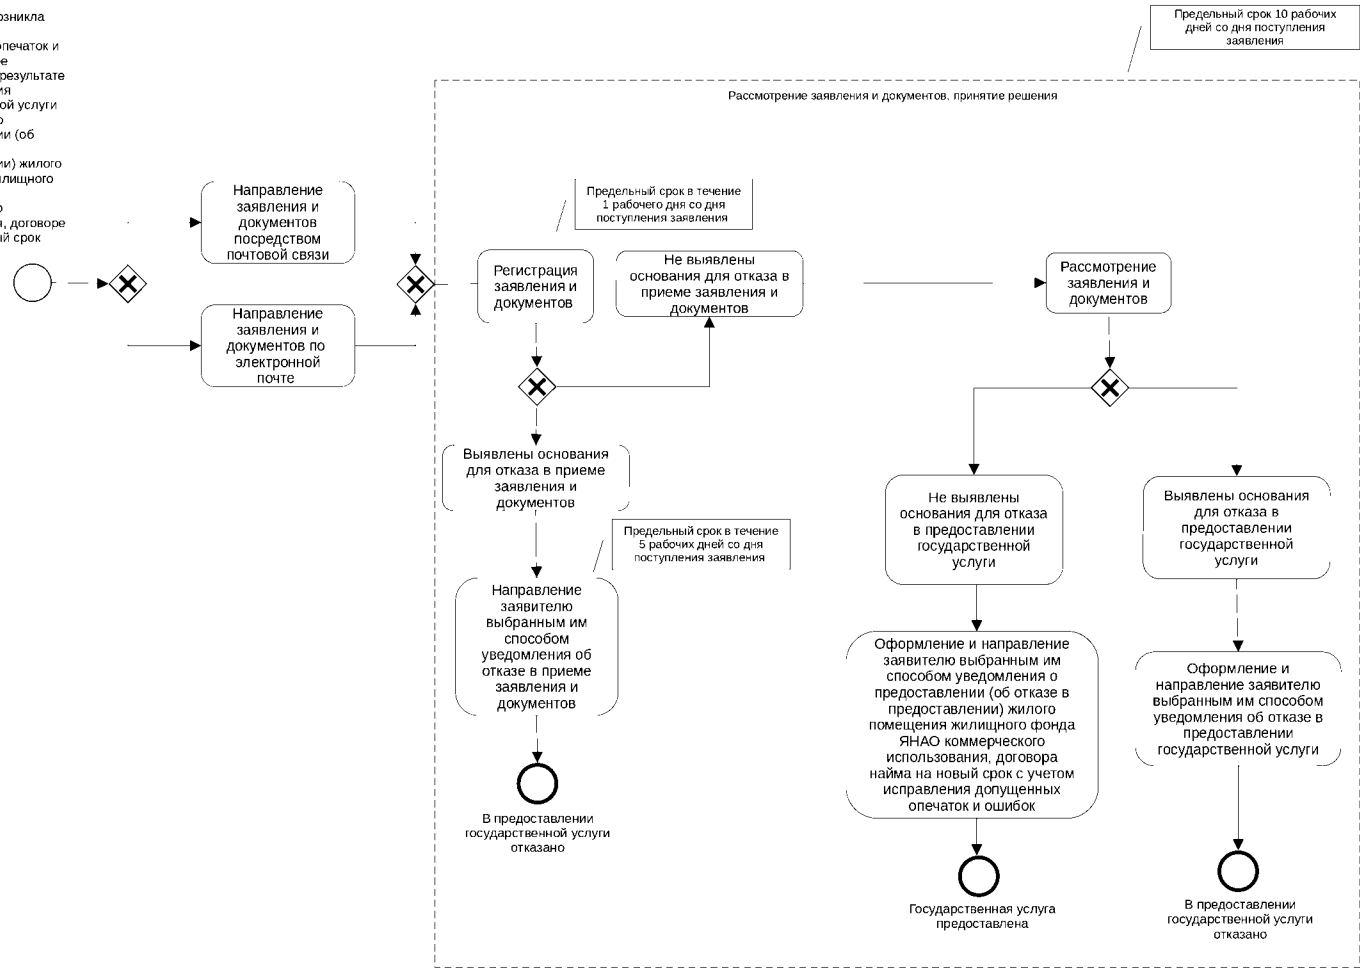 Предельный срок 10 рабочих
дней со дня поступления
заявления
Рассмотрение заявления и документов, принятие решения
опечаток и
результате
ой услуги
ии (об
ии) жилого
о
я, договоре
ый срок
Направление
заявления и
документов
посредством
почтовой связи
Направление
заявления и
документов по
электронной
почте
Предельный срок в течение
1 рабочего дня со дня
поступления заявления
Регистрация
заявления и
документов
Не выявлены
основания для отказа в
приеме заявления и
документов
Рассмотрение
заявления и
документов
Выявлены основания
для отказа в приеме
заявления и
документов
Предельный срок в течение
5 рабочих дней со дня
поступления заявления
Направление
заявителю
выбранным им
способом
уведомления об
отказе в приеме
заявления и
документов
В предоставлении
государственной услуги
отказано
Не выявлены
основания для отказа
в предоставлении
государственной
услуги
Оформление и направление
заявителю выбранным им
способом уведомления о
предоставлении (об отказе в
предоставлении) жилого
помещения жилищного фонда
ЯНАО коммерческого
использования, договора
найма на новый срок с учетом
исправления допущенных
опечаток и ошибок
Государственная услуга
предоставлена
Выявлены основания
для отказа в
предоставлении
государственной
услуги
Оформление и
направление заявителю
выбранным им способом
уведомления об отказе в
предоставлении
государственной услуги
В предоставлении
государственной услуги
отказано